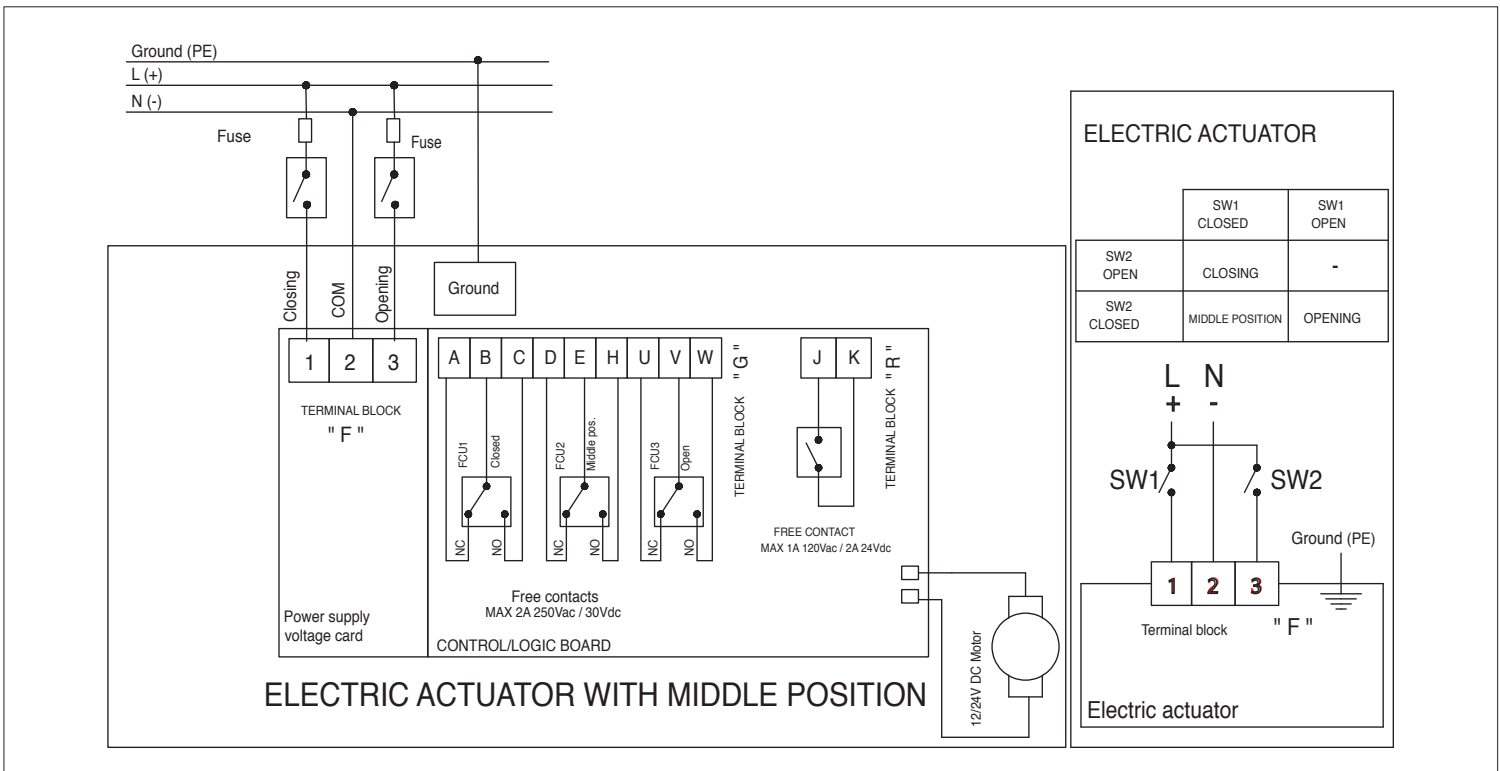 Ground (PE)
L (+)
N (-)
Fuse
Fuse
Closing
COM
Opening
Ground
1 2 3
TERMINAL BLOCK
" F "
A B C D E H U V W
TERMINAL BLOCK " G "
J K
TERMINAL BLOCK " R "
FCU1
Closed
FCU2
Middle pos.
FCU3
Open
NC
NO
NC
NO
NC
NO
FREE CONTACT
MAX 1A 120Vac / 2A 24Vdc
Free contacts
MAX 2A 250Vac / 30Vdc
Power supply
voltage card
CONTROL/LOGIC BOARD
12/24V DC Motor
ELECTRIC ACTUATOR WITH MIDDLE POSITION
ELECTRIC ACTUATOR
SW1
CLOSED
SW1
OPEN
SW2
OPEN
CLOSING
-
SW2
CLOSED
MIDDLE POSITION
OPENING
L N
+ -
SW1
SW2
Ground (PE)
1 2 3
Terminal block
" F "
Electric actuator